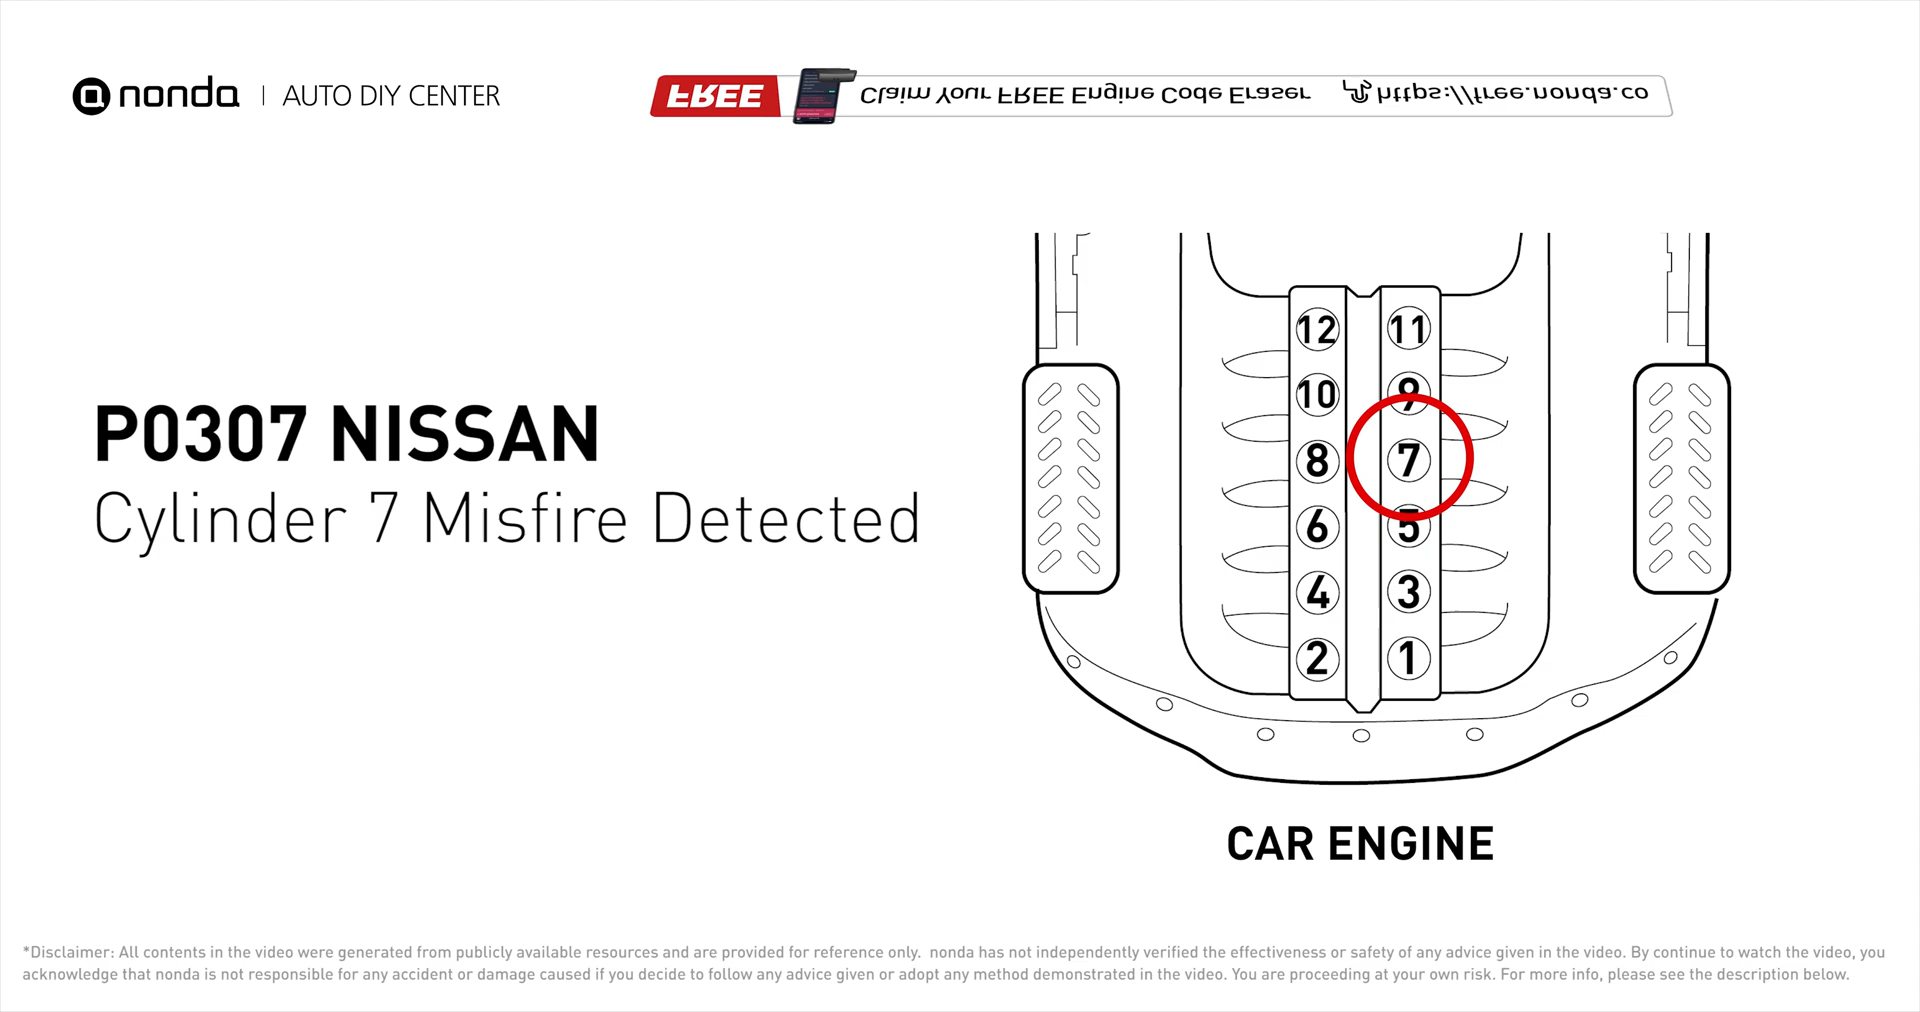 nonda | AUTO DIY CENTER
FREE Claim Your FREE Engine Code Eraser https://free.nonda.co
P0307 NISSAN
Cylinder 7 Misfire Detected
12 11
10 9
8 7
6 5
4 3
2 1
CAR ENGINE
*Disclaimer: All contents in the video were generated from publicly available resources and are provided for reference only. nonda has not independently verified the effectiveness or safety of any advice given in the video. By continue to watch the video, you
acknowledge that nonda is not responsible for any accident or damage caused if you decide to follow any advice given or adopt any method demonstrated in the video. You are proceeding at your own risk. For more info, please see the description below.